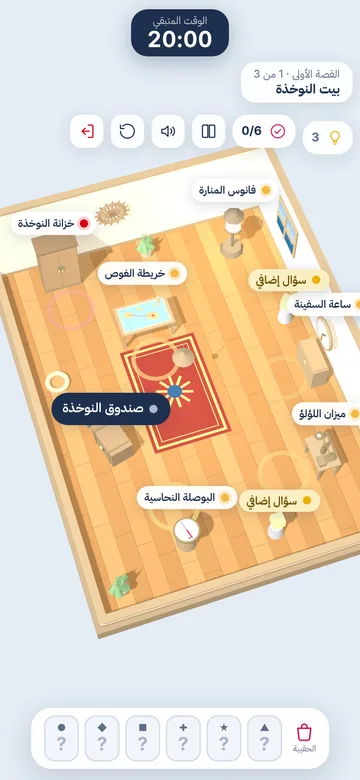 الوقت المتبقي
20:00
القصة الأولى · 1 من 3
بيت النوخذة
0/6
3
فانوس المنارة
خزانة النوخذة
خريطة الغوص
سؤال إضافي
ساعة السفينة
صندوق النوخذة
ميزان اللؤلؤ
البوصلة النحاسية
سؤال إضافي
? ? ? ? ? ?
الحقيبة